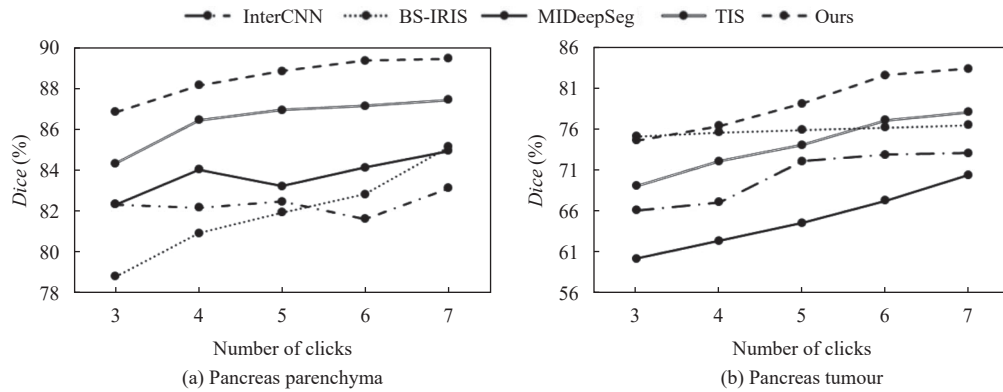 InterCNN BS-IRIS MIDeepSeg TIS Ours
90
88
86
84
82
80
78
Dice (%)
3 4 5 6 7
Number of clicks
(a) Pancreas parenchyma
86
81
76
71
66
61
56
Dice (%)
3 4 5 6 7
Number of clicks
(b) Pancreas tumour